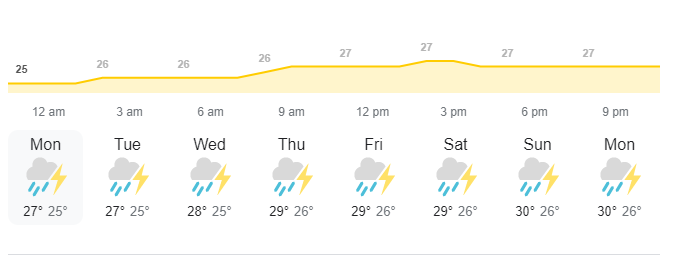 25 26 26 26 27 27 27 27
12 am 3 am 6 am 9 am 12 pm 3 pm 6 pm 9 pm
Mon Tue Wed Thu Fri Sat Sun Mon
27° 25° 27° 25° 28° 25° 29° 26° 29° 26° 29° 26° 30° 26° 30° 26°